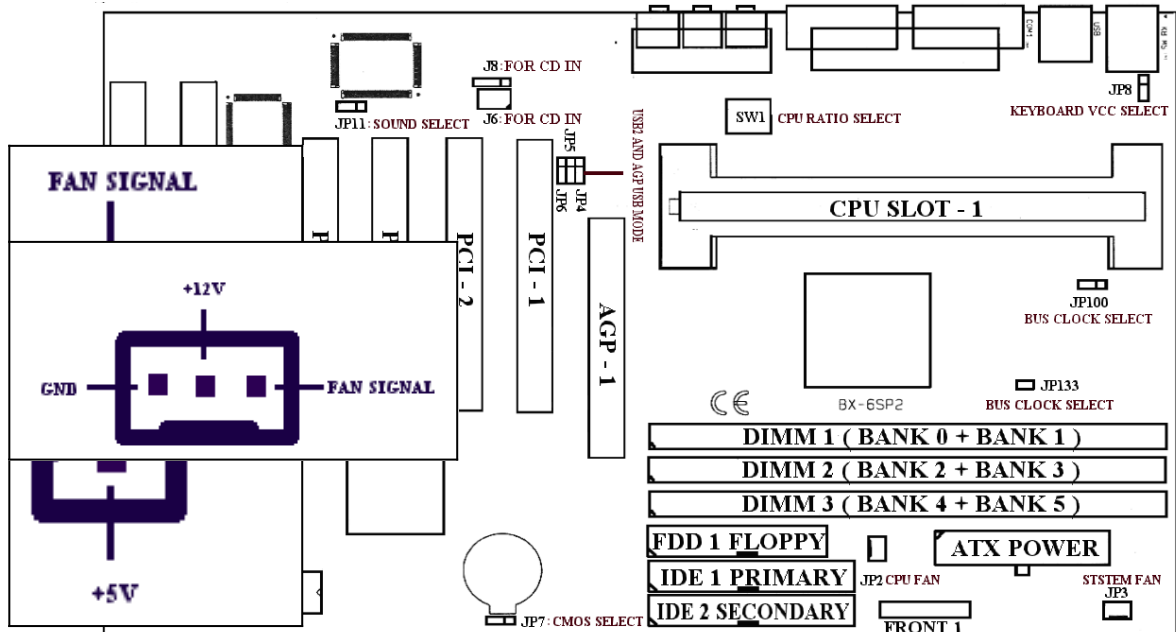 J8:FOR CD IN
JP11:SOUND SELECT
J6:FOR CD IN
SW1
CPU RATIO SELECT
COM1
USB
JP8
KEYBOARD VCC SELECT
JP5
JP6
JP4
USB2 AND AGP USB MODE
FAN SIGNAL
CPU SLOT - 1
P
P
PCI - 2
PCI - 1
AGP - 1
+12V
GND
FAN SIGNAL
JP100
BUS CLOCK SELECT
JP133
BUS CLOCK SELECT
CE
BX-6SP2
DIMM 1 ( BANK 0 + BANK 1 )
DIMM 2 ( BANK 2 + BANK 3 )
DIMM 3 ( BANK 4 + BANK 5 )
FDD 1 FLOPPY
IDE 1 PRIMARY
IDE 2 SECONDARY
JP2 CPU FAN
ATX POWER
STSTEM FAN
JP3
FRONT 1
JP7:CMOS SELECT
+5V